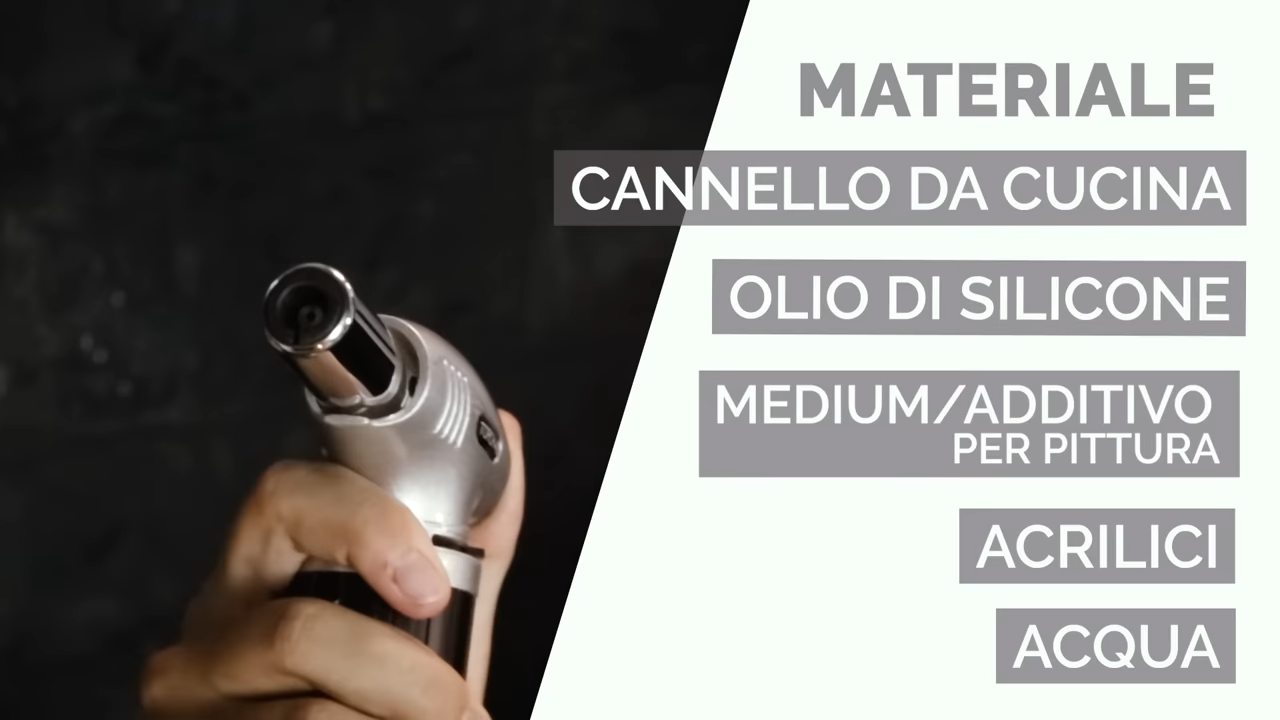 MATERIALE
CANNELLO DA CUCINA
OLIO DI SILICONE
MEDIUM/ADDITIVO
PER PITTURA
ACRILICI
ACQUA